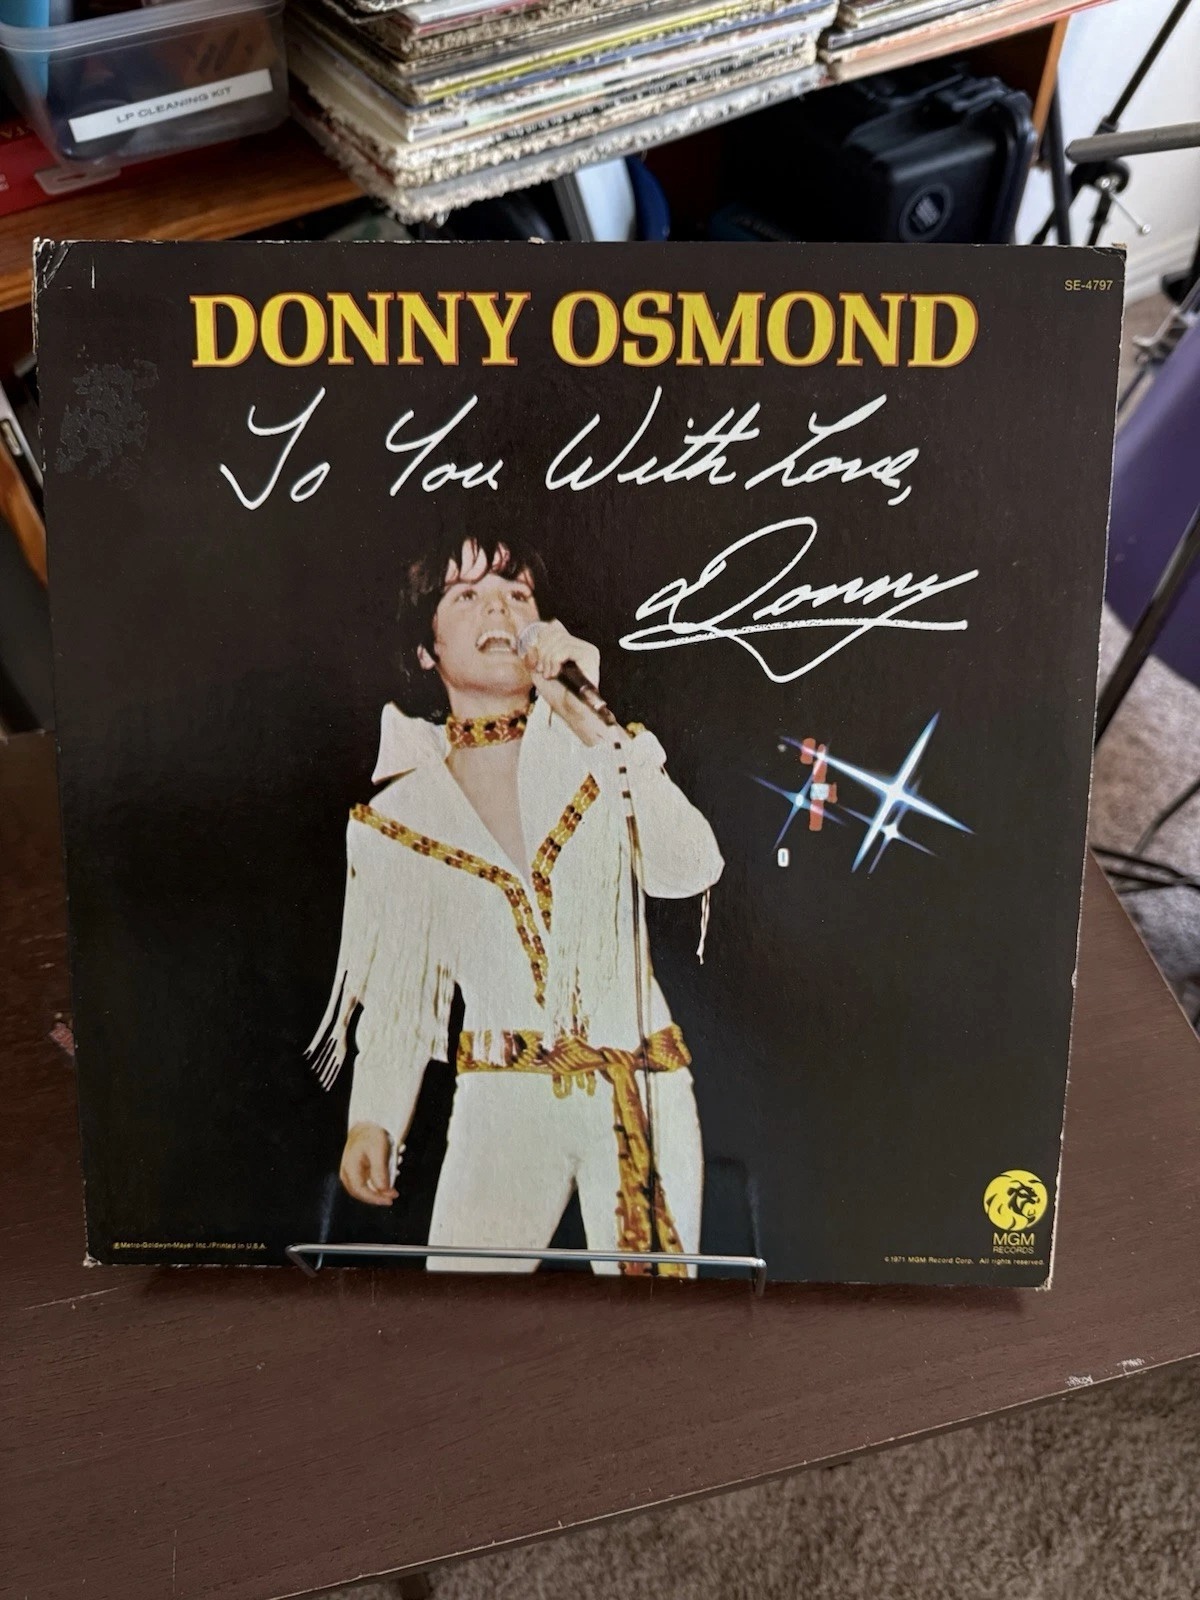 LP CLEANING KIT
SE-4797
DONNY OSMOND
To You With Love,
Donny
MGM
RECORDS
Metro-Goldwyn-Mayer Inc./Printed in U.S.A.
©1971 MGM Record Corp. All rights reserved.